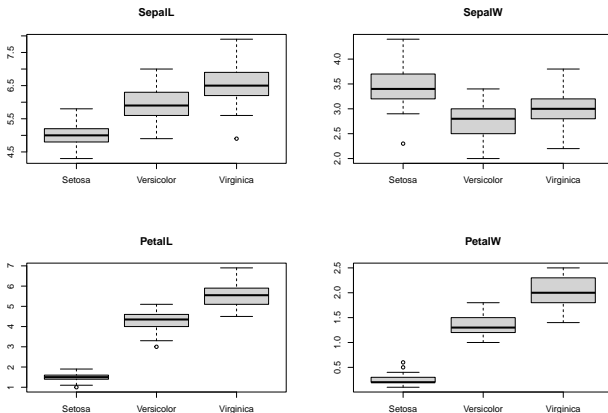 SepalL
7.5
6.5
5.5
4.5
Setosa
Versicolor
Virginica
SepalW
4.0
3.5
3.0
2.5
2.0
Setosa
Versicolor
Virginica
PetalL
7
6
5
4
3
2
1
Setosa
Versicolor
Virginica
PetalW
2.5
2.0
1.5
1.0
0.5
Setosa
Versicolor
Virginica